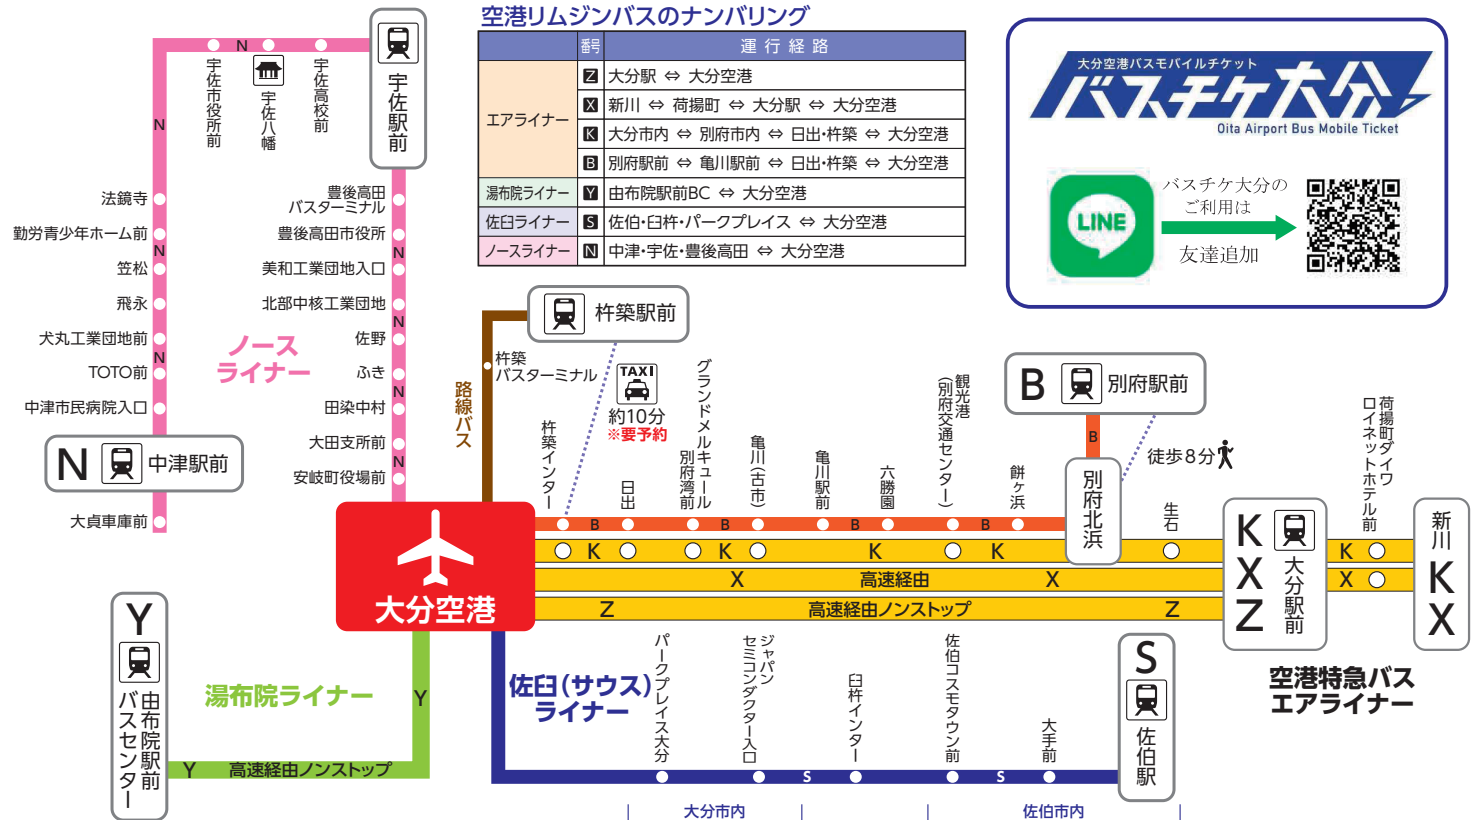 空港リムジンバスのナンバリング
番号 運行経路
エアライナー
Z 大分駅 ⇔ 大分空港
X 新川 ⇔ 荷揚町 ⇔ 大分駅 ⇔ 大分空港
K 大分市内 ⇔ 別府市内 ⇔ 日出・杵築 ⇔ 大分空港
B 別府駅前 ⇔ 亀川駅前 ⇔ 日出・杵築 ⇔ 大分空港
湯布院ライナー Y 由布院駅前BC ⇔ 大分空港
佐臼ライナー S 佐伯・臼杵・パークプレイス ⇔ 大分空港
ノースライナー N 中津・宇佐・豊後高田 ⇔ 大分空港
大分空港バスモバイルチケット
バスチケ大分
Oita Airport Bus Mobile Ticket
LINE
バスチケ大分の
ご利用は
友達追加
N
宇佐市役所前
宇佐八幡
宇佐高校前
宇佐駅前
N
法鏡寺
勤労青少年ホーム前
N
笠松
飛永
犬丸工業団地前
N
TOTO前
中津市民病院入口
N 中津駅前
大貞車庫前
豊後高田
バスターミナル
豊後高田市役所
N
美和工業団地入口
北部中核工業団地
N
佐野
ふき
N
田染中村
大田支所前
N
安岐町役場前
ノース
ライナー
路線バス
杵築駅前
杵築
バスターミナル
TAXI
約10分
※要予約
杵築インター
日出
グランドメルキュール
別府湾前
亀川(古市)
亀川駅前
六勝園
観光港
(別府交通センター)
餅ヶ浜
B 別府駅前
B
徒歩8分
別府北浜
生石
荷揚町ダイワ
ロイネットホテル前
B B B B
K K K K K
X 高速経由 X X
Z 高速経由ノンストップ Z
K
X
Z
大分駅前
新川
K
X
大分空港
空港特急バス
エアライナー
Y
由布院駅前
バスセンター
湯布院ライナー
Y
Y 高速経由ノンストップ
佐臼(サウス)
ライナー
パークプレイス大分
ジャパン
セミコンダクター入口
臼杵インター
佐伯コスモタウン前
大手前
S
佐伯駅
S S
大分市内
佐伯市内